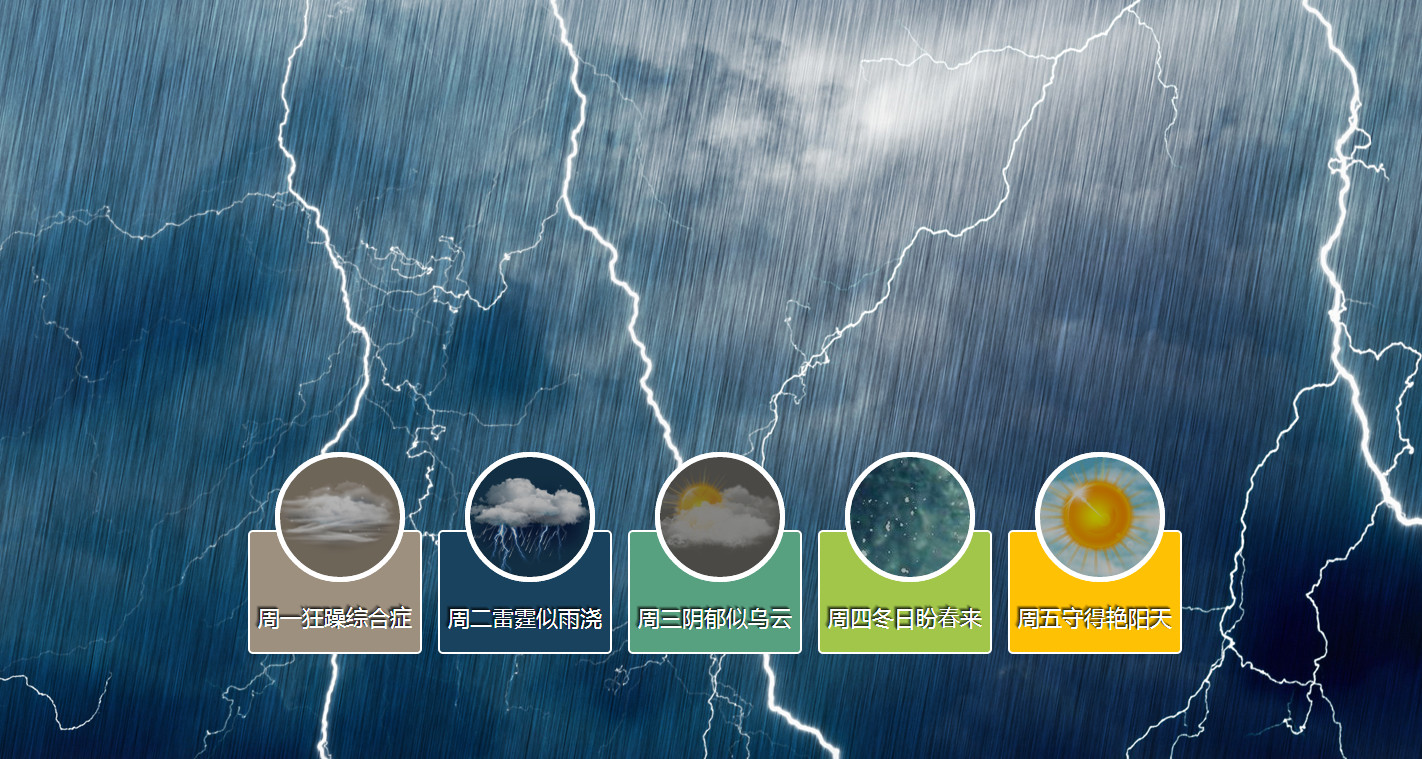 周一狂躁综合症
周二雷霆似雨浇
周三阴郁似乌云
周四冬日盼春来
周五守得艳阳天